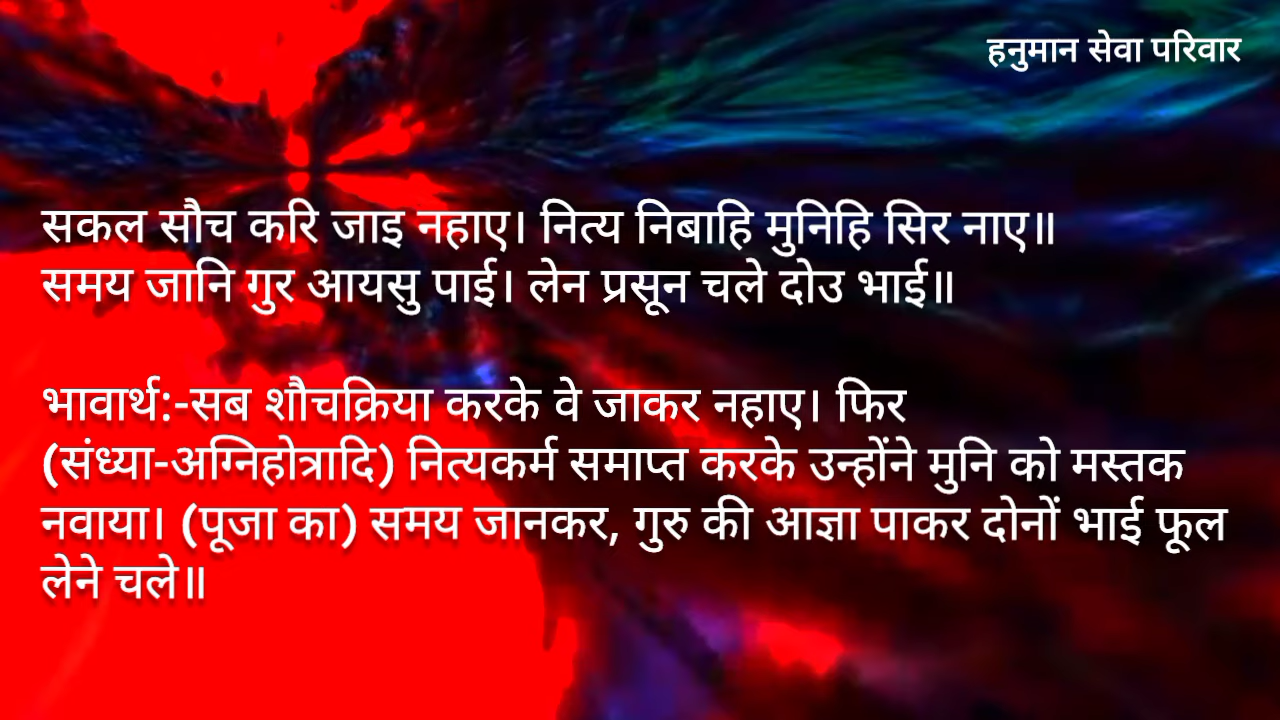 हनुमान सेवा परिवार
सकल सौच करि जाइ नहाए। नित्य निबाहि मुनिहि सिर नाए॥
समय जानि गुर आयसु पाई। लेन प्रसून चले दोउ भाई॥
भावार्थ:-सब शौचक्रिया करके वे जाकर नहाए। फिर
(संध्या-अग्निहोत्रादि) नित्यकर्म समाप्त करके उन्होंने मुनि को मस्तक
नवाया। (पूजा का) समय जानकर, गुरु की आज्ञा पाकर दोनों भाई फूल
लेने चले॥